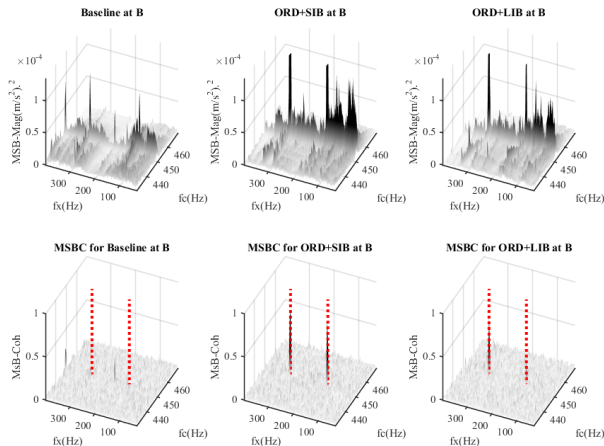 Baseline at B
ORD+SIB at B
ORD+LIB at B
×10⁻⁴
×10⁻⁴
×10⁻⁴
MSB-Mag(m/s²).²
MSB-Mag(m/s²).²
MSB-Mag(m/s²).²
1
0.5
0
1
0.5
0
1
0.5
0
300
200
100
fx(Hz)
440
450
460
fc(Hz)
300
200
100
fx(Hz)
440
450
460
fc(Hz)
300
200
100
fx(Hz)
440
450
460
fc(Hz)
MSBC for Baseline at B
MSBC for ORD+SIB at B
MSBC for ORD+LIB at B
MsB-Coh
MsB-Coh
MsB-Coh
1
0.5
0
1
0.5
0
1
0.5
0
300
200
100
fx(Hz)
440
450
460
fc(Hz)
300
200
100
fx(Hz)
440
450
460
fc(Hz)
300
200
100
fx(Hz)
440
450
460
fc(Hz)